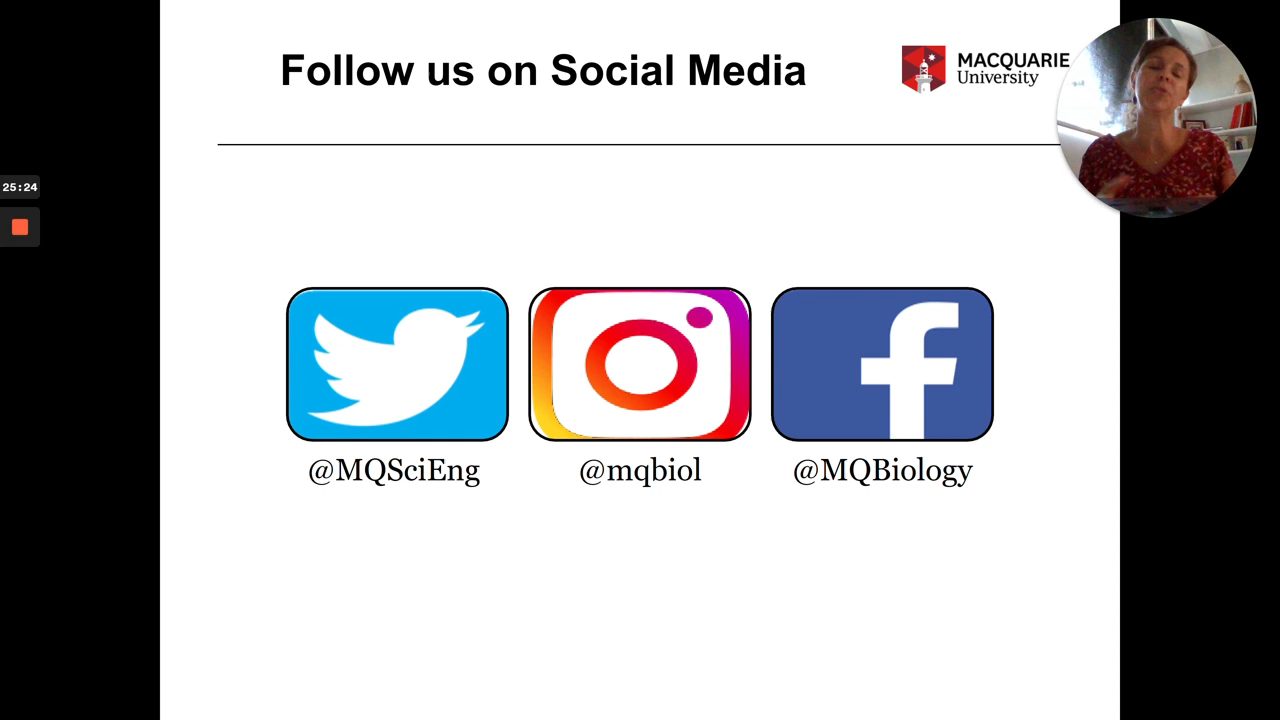 Follow us on Social Media
MACQUARIE
University
25:24
@MQSciEng
@mqbiol
@MQBiology